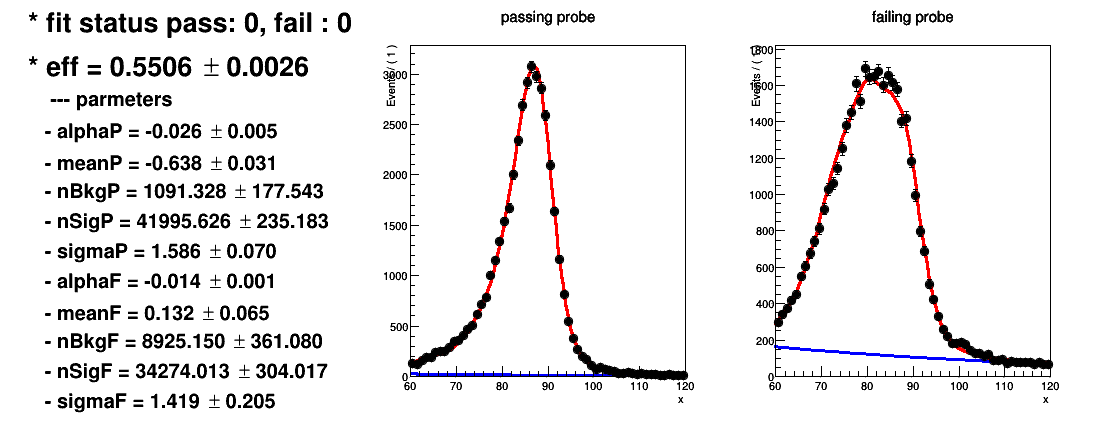 * fit status pass: 0, fail : 0
* eff = 0.5506 ± 0.0026
--- parmeters
- alphaP = -0.026 ± 0.005
- meanP = -0.638 ± 0.031
- nBkgP = 1091.328 ± 177.543
- nSigP = 41995.626 ± 235.183
- sigmaP = 1.586 ± 0.070
- alphaF = -0.014 ± 0.001
- meanF = 0.132 ± 0.065
- nBkgF = 8925.150 ± 361.080
- nSigF = 34274.013 ± 304.017
- sigmaF = 1.419 ± 0.205
passing probe
Events / ( 1 )
3000
2500
2000
1500
1000
500
0
60 70 80 90 100 110 120
x
failing probe
Events / ( 1 )
1800
1600
1400
1200
1000
800
600
400
200
0
60 70 80 90 100 110 120
x